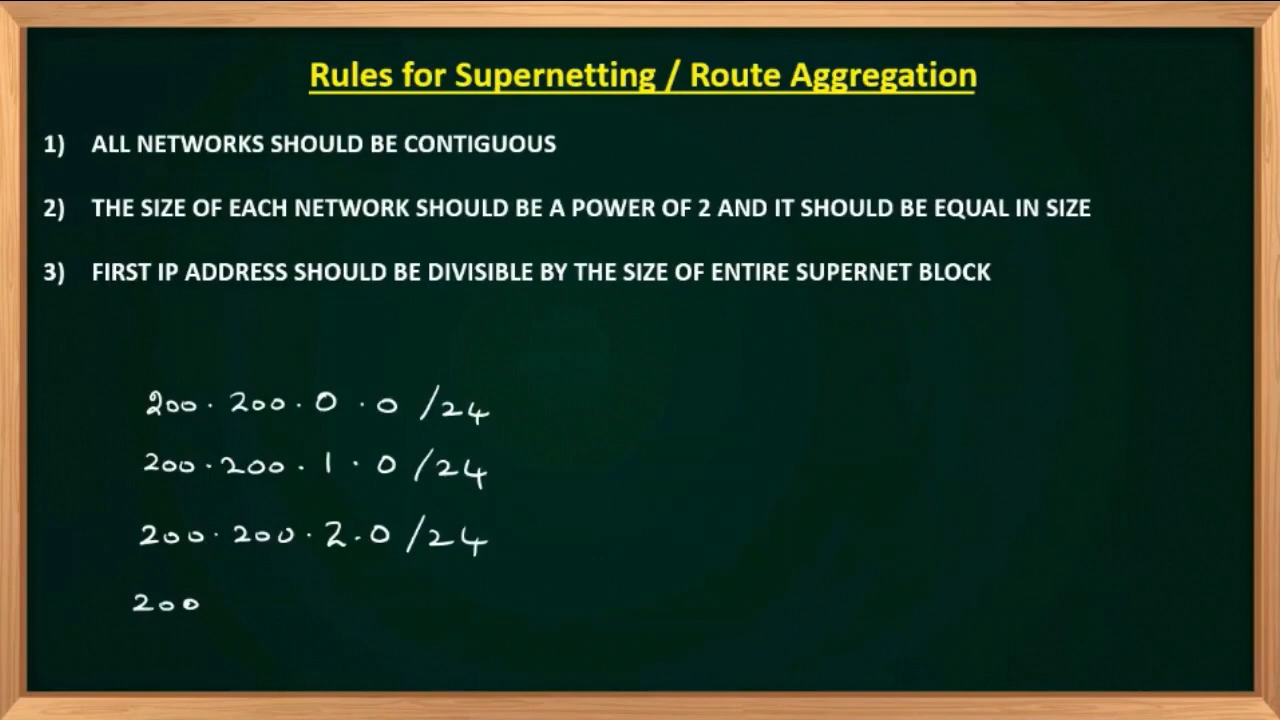 Rules for Supernetting / Route Aggregation
1) ALL NETWORKS SHOULD BE CONTIGUOUS
2) THE SIZE OF EACH NETWORK SHOULD BE A POWER OF 2 AND IT SHOULD BE EQUAL IN SIZE
3) FIRST IP ADDRESS SHOULD BE DIVISIBLE BY THE SIZE OF ENTIRE SUPERNET BLOCK
200.200.0.0/24
200.200.1.0/24
200.200.2.0/24
200